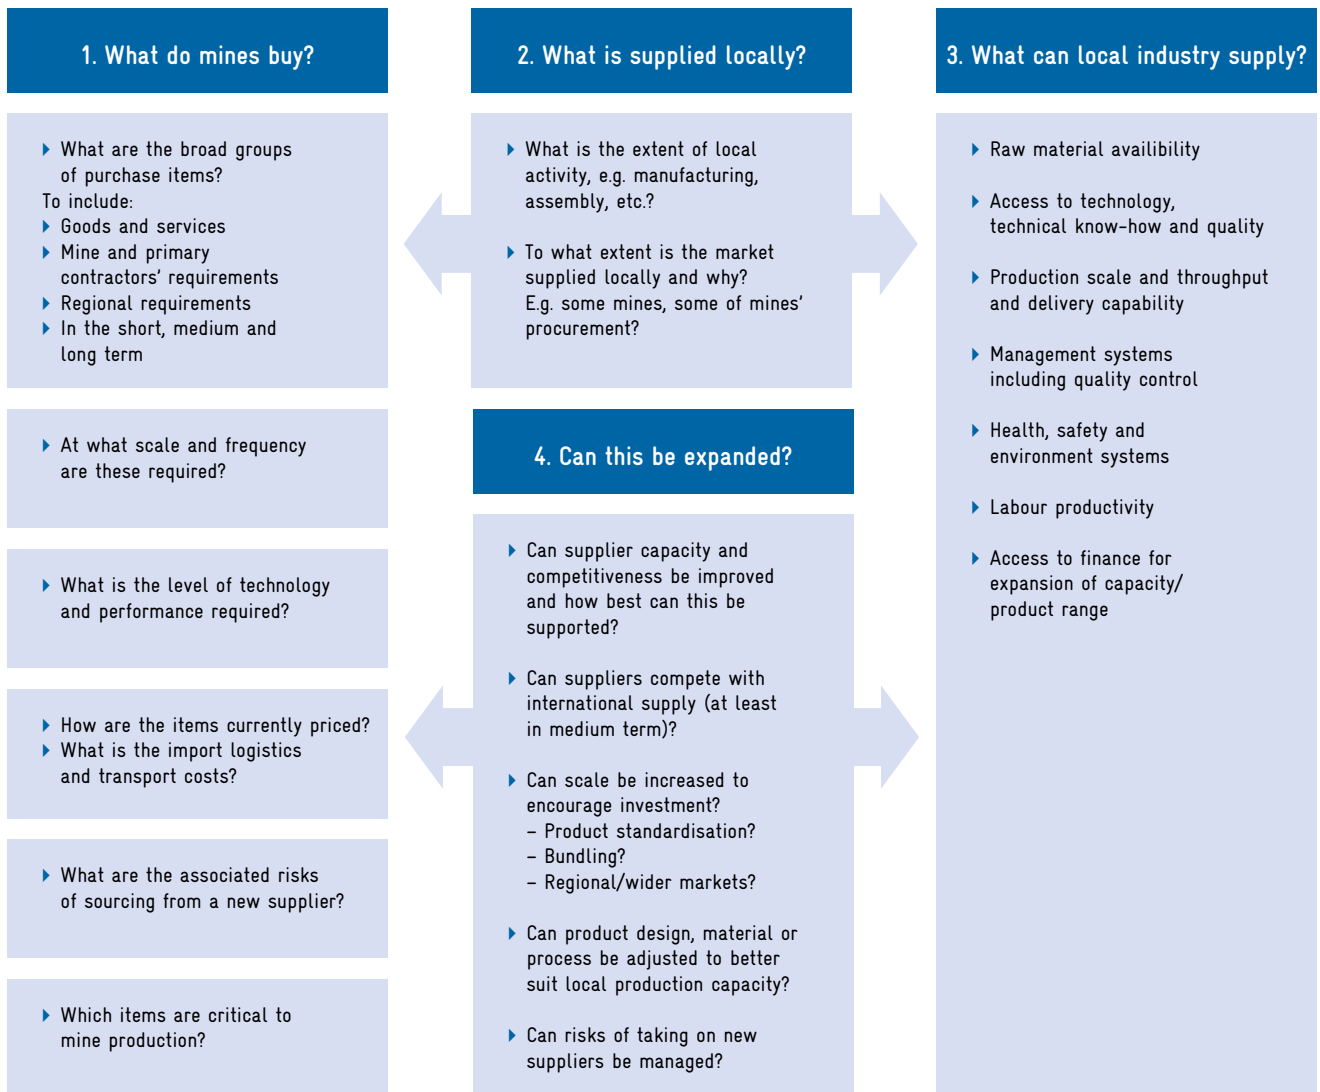 1. What do mines buy?
▶ What are the broad groups
of purchase items?
To include:
▶ Goods and services
▶ Mine and primary
contractors' requirements
▶ Regional requirements
▶ In the short, medium and
long term
▶ At what scale and frequency
are these required?
▶ What is the level of technology
and performance required?
▶ How are the items currently priced?
▶ What is the import logistics
and transport costs?
▶ What are the associated risks
of sourcing from a new supplier?
▶ Which items are critical to
mine production?
2. What is supplied locally?
▶ What is the extent of local
activity, e.g. manufacturing,
assembly, etc.?
▶ To what extent is the market
supplied locally and why?
E.g. some mines, some of mines'
procurement?
3. What can local industry supply?
▶ Raw material availibility
▶ Access to technology,
technical know-how and quality
▶ Production scale and throughput
and delivery capability
▶ Management systems
including quality control
▶ Health, safety and
environment systems
▶ Labour productivity
▶ Access to finance for
expansion of capacity/
product range
4. Can this be expanded?
▶ Can supplier capacity and
competitiveness be improved
and how best can this be
supported?
▶ Can suppliers compete with
international supply (at least
in medium term)?
▶ Can scale be increased to
encourage investment?
– Product standardisation?
– Bundling?
– Regional/wider markets?
▶ Can product design, material or
process be adjusted to better
suit local production capacity?
▶ Can risks of taking on new
suppliers be managed?